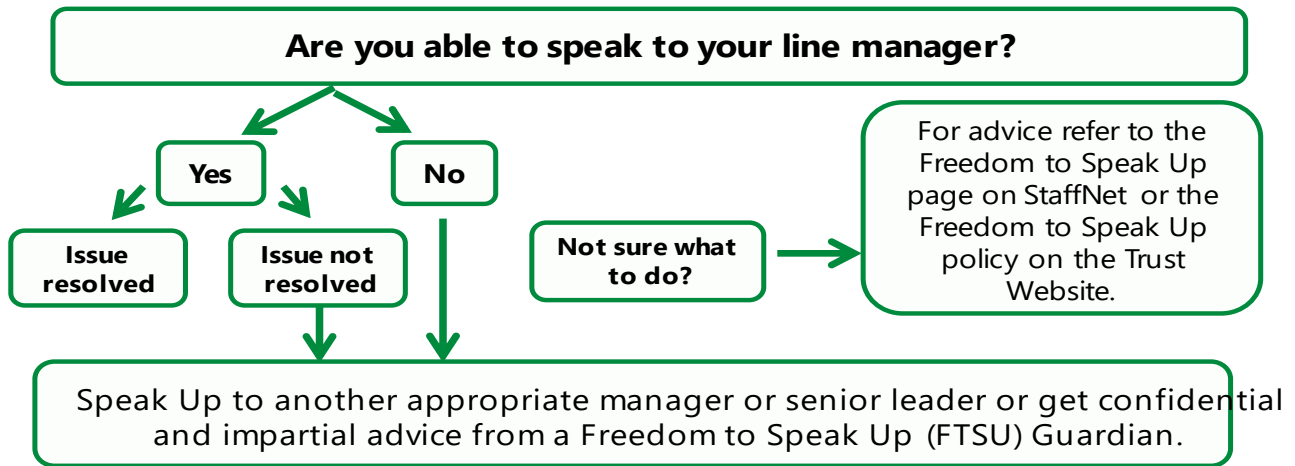 Are you able to speak to your line manager?
Yes
No
For advice refer to the
Freedom to Speak Up
page on StaffNet or the
Freedom to Speak Up
policy on the Trust
Website.
Issue
resolved
Issue not
resolved
Not sure what
to do?
Speak Up to another appropriate manager or senior leader or get confidential
and impartial advice from a Freedom to Speak Up (FTSU) Guardian.